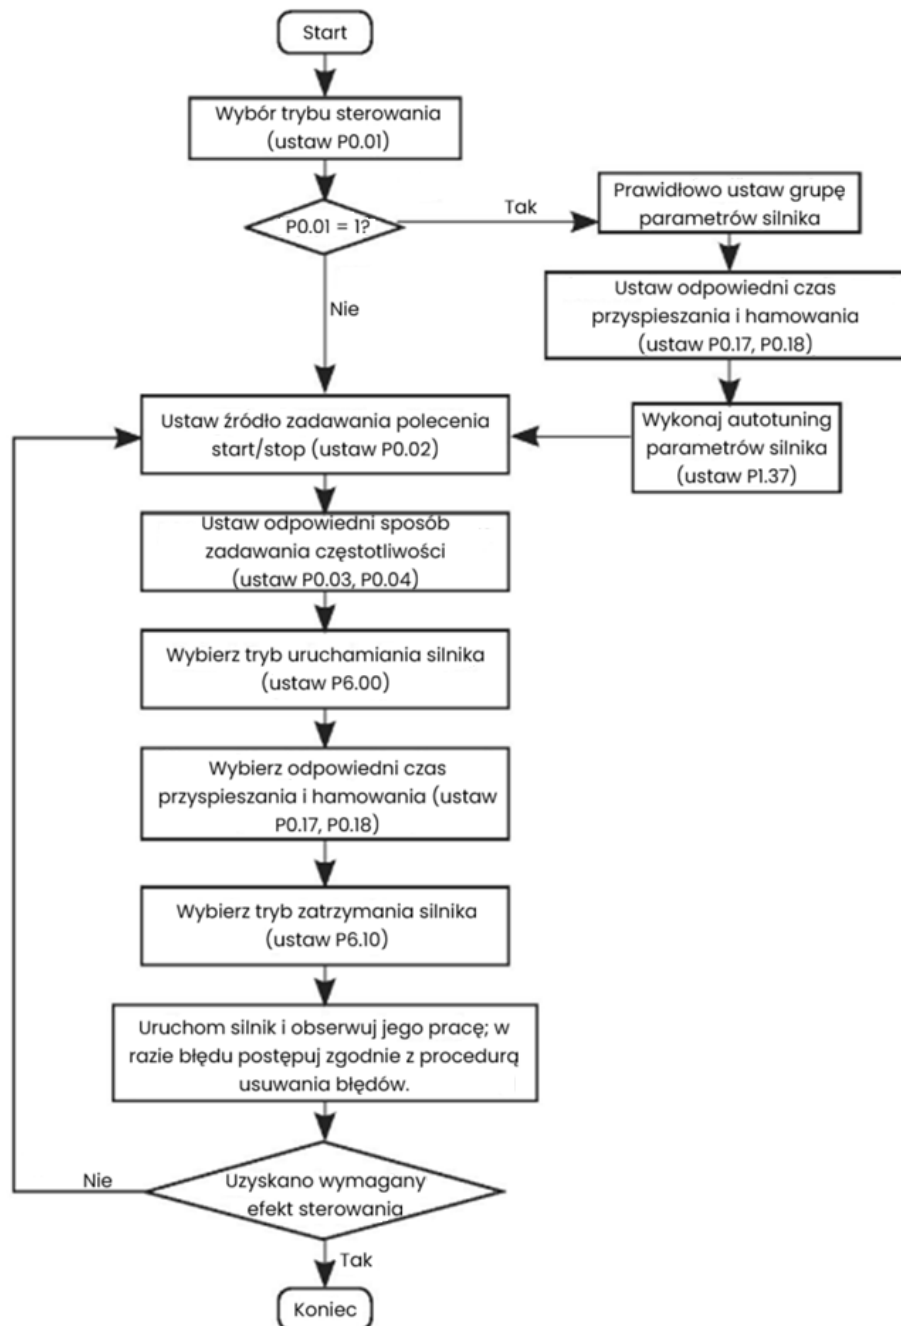 Start
Wybór trybu sterowania
(ustaw P0.01)
P0.01 = 1?
Tak
Prawidłowo ustaw grupę
parametrów silnika
Ustaw odpowiedni czas
przyspieszania i hamowania
(ustaw P0.17, P0.18)
Wykonaj autotuning
parametrów silnika
(ustaw P1.37)
Nie
Ustaw źródło zadawania polecenia
start/stop (ustaw P0.02)
Ustaw odpowiedni sposób
zadawania częstotliwości
(ustaw P0.03, P0.04)
Wybierz tryb uruchamiania silnika
(ustaw P6.00)
Wybierz odpowiedni czas
przyspieszania i hamowania (ustaw
P0.17, P0.18)
Wybierz tryb zatrzymania silnika
(ustaw P6.10)
Uruchom silnik i obserwuj jego pracę; w
razie błędu postępuj zgodnie z procedurą
usuwania błędów.
Uzyskano wymagany
efekt sterowania
Nie
Tak
Koniec